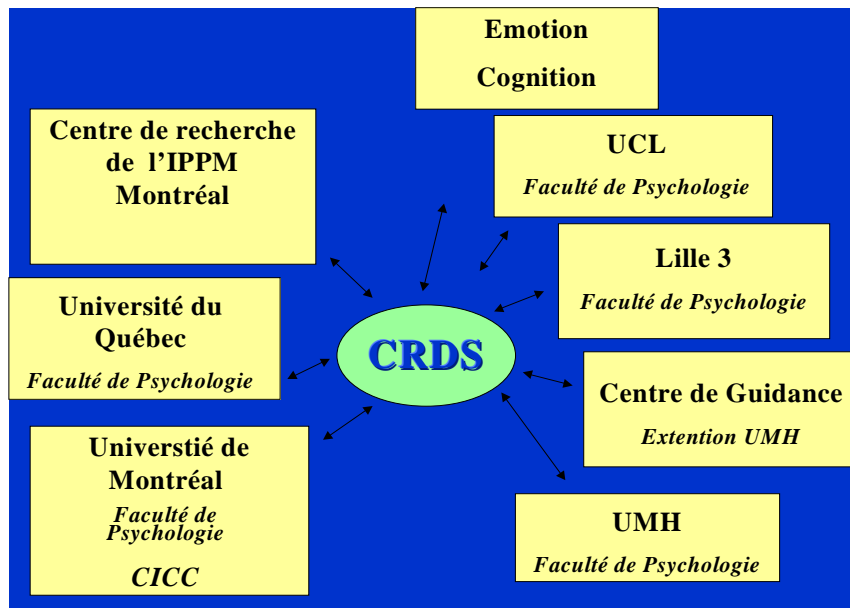 Emotion
Cognition
Centre de recherche
de l'IPPM
Montréal
UCL
Faculté de Psychologie
Lille 3
Faculté de Psychologie
Université du
Québec
Faculté de Psychologie
CRDS
Centre de Guidance
Extention UMH
Universtié de
Montréal
Faculté de
Psychologie
CICC
UMH
Faculté de Psychologie